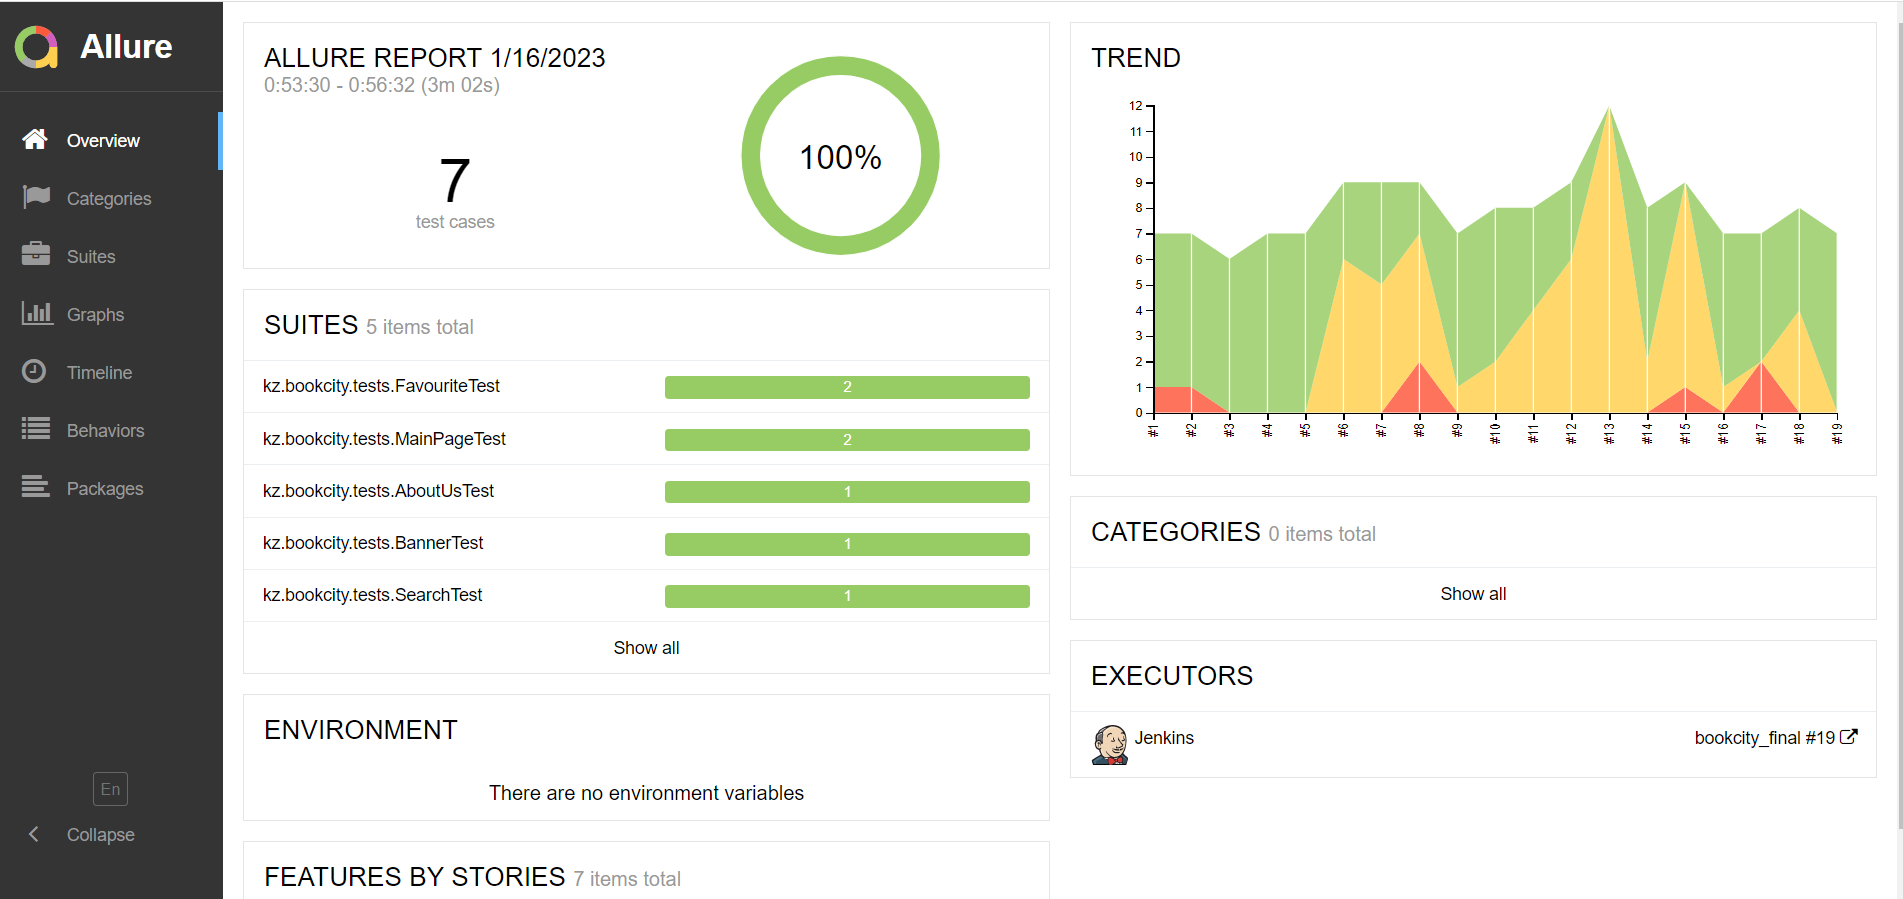 Allure
Overview
Categories
Suites
Graphs
Timeline
Behaviors
Packages
En
Collapse
ALLURE REPORT 1/16/2023
0:53:30 - 0:56:32 (3m 02s)
7
test cases
100%
SUITES 5 items total
kz.bookcity.tests.FavouriteTest 2
kz.bookcity.tests.MainPageTest 2
kz.bookcity.tests.AboutUsTest 1
kz.bookcity.tests.BannerTest 1
kz.bookcity.tests.SearchTest 1
Show all
ENVIRONMENT
There are no environment variables
FEATURES BY STORIES 7 items total
TREND
12
11
10
9
8
7
6
5
4
3
2
1
0
#1 #2 #3 #4 #5 #6 #7 #8 #9 #10 #11 #12 #13 #14 #15 #16 #17 #18 #19
CATEGORIES 0 items total
Show all
EXECUTORS
Jenkins bookcity_final #19